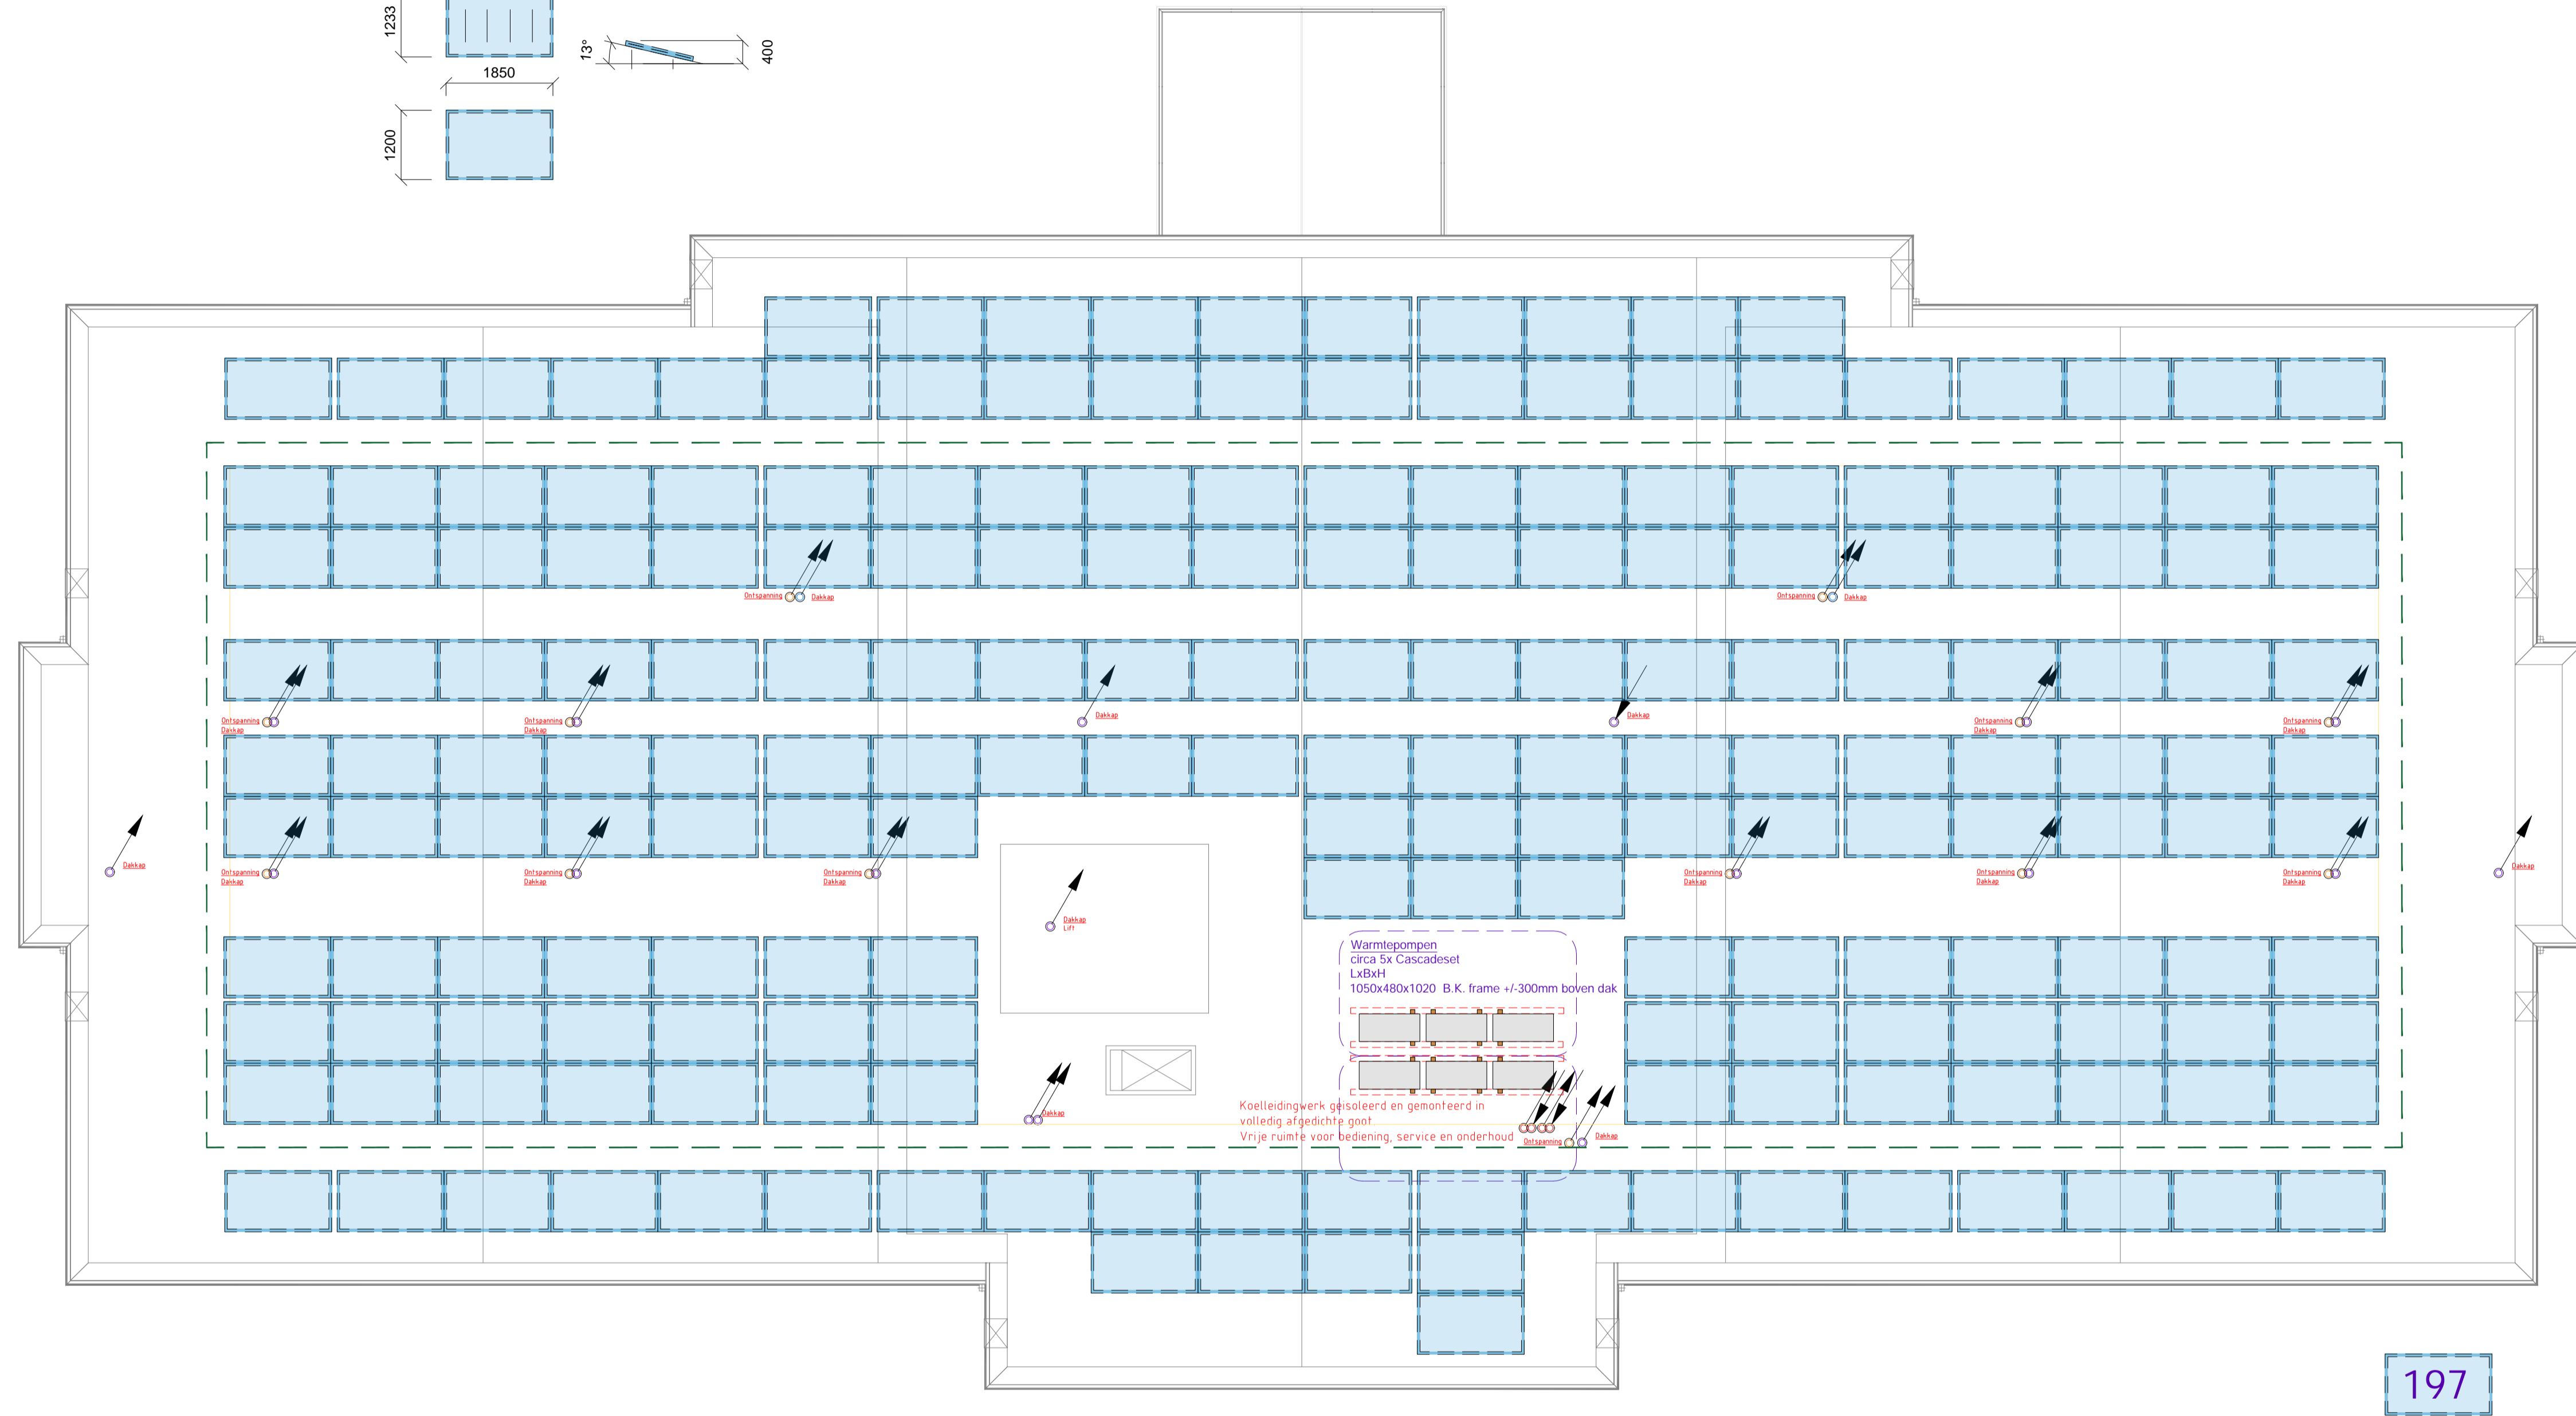 1233
13°
400
1850
1200
Ontspanning
Dakkap
Ontspanning
Dakkap
Ontspanning
Dakkap
Ontspanning
Dakkap
Dakkap
Dakkap
Ontspanning
Dakkap
Ontspanning
Dakkap
Dakkap
Ontspanning
Dakkap
Ontspanning
Dakkap
Ontspanning
Dakkap
Ontspanning
Dakkap
Ontspanning
Dakkap
Ontspanning
Dakkap
Dakkap
Dakkap
Lift
Warmtepompen
circa 5x Cascadeset
LxBxH
1050x480x1020 B.K. frame +/-300mm boven dak
Dakkap
Koelleidingwerk geisoleerd en gemonteerd in
volledig afgedichte goot
Vrije ruimte voor bediening, service en onderhoud
Ontspanning
Dakkap
197